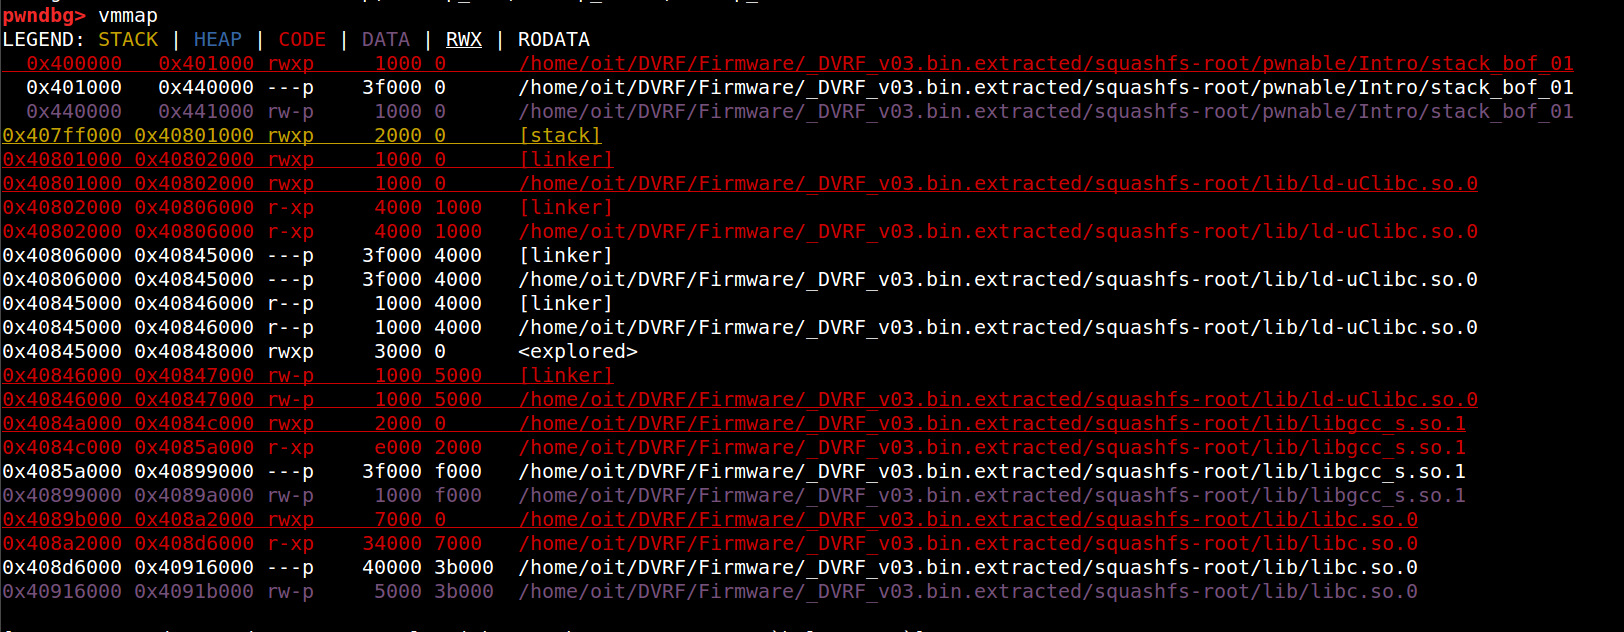 pwndbg> vmmap
LEGEND: STACK | HEAP | CODE | DATA | RWX | RODATA
0x400000 0x401000 rwxp 1000 0 /home/oit/DVRF/Firmware/_DVRF_v03.bin.extracted/squashfs-root/pwnable/Intro/stack_bof_01
0x401000 0x440000 ---p 3f000 0 /home/oit/DVRF/Firmware/_DVRF_v03.bin.extracted/squashfs-root/pwnable/Intro/stack_bof_01
0x440000 0x441000 rw-p 1000 0 /home/oit/DVRF/Firmware/_DVRF_v03.bin.extracted/squashfs-root/pwnable/Intro/stack_bof_01
0x407ff000 0x40801000 rwxp 2000 0 [stack]
0x40801000 0x40802000 rwxp 1000 0 [linker]
0x40801000 0x40802000 rwxp 1000 0 /home/oit/DVRF/Firmware/_DVRF_v03.bin.extracted/squashfs-root/lib/ld-uClibc.so.0
0x40802000 0x40806000 r-xp 4000 1000 [linker]
0x40802000 0x40806000 r-xp 4000 1000 /home/oit/DVRF/Firmware/_DVRF_v03.bin.extracted/squashfs-root/lib/ld-uClibc.so.0
0x40806000 0x40845000 ---p 3f000 4000 [linker]
0x40806000 0x40845000 ---p 3f000 4000 /home/oit/DVRF/Firmware/_DVRF_v03.bin.extracted/squashfs-root/lib/ld-uClibc.so.0
0x40845000 0x40846000 r--p 1000 4000 [linker]
0x40845000 0x40846000 r--p 1000 4000 /home/oit/DVRF/Firmware/_DVRF_v03.bin.extracted/squashfs-root/lib/ld-uClibc.so.0
0x40845000 0x40848000 rwxp 3000 0 <explored>
0x40846000 0x40847000 rw-p 1000 5000 [linker]
0x40846000 0x40847000 rw-p 1000 5000 /home/oit/DVRF/Firmware/_DVRF_v03.bin.extracted/squashfs-root/lib/ld-uClibc.so.0
0x4084a000 0x4084c000 rwxp 2000 0 /home/oit/DVRF/Firmware/_DVRF_v03.bin.extracted/squashfs-root/lib/libgcc_s.so.1
0x4084c000 0x4085a000 r-xp e000 2000 /home/oit/DVRF/Firmware/_DVRF_v03.bin.extracted/squashfs-root/lib/libgcc_s.so.1
0x4085a000 0x40899000 ---p 3f000 f000 /home/oit/DVRF/Firmware/_DVRF_v03.bin.extracted/squashfs-root/lib/libgcc_s.so.1
0x40899000 0x4089a000 rw-p 1000 f000 /home/oit/DVRF/Firmware/_DVRF_v03.bin.extracted/squashfs-root/lib/libgcc_s.so.1
0x4089b000 0x408a2000 rwxp 7000 0 /home/oit/DVRF/Firmware/_DVRF_v03.bin.extracted/squashfs-root/lib/libc.so.0
0x408a2000 0x408d6000 r-xp 34000 7000 /home/oit/DVRF/Firmware/_DVRF_v03.bin.extracted/squashfs-root/lib/libc.so.0
0x408d6000 0x40916000 ---p 40000 3b000 /home/oit/DVRF/Firmware/_DVRF_v03.bin.extracted/squashfs-root/lib/libc.so.0
0x40916000 0x4091b000 rw-p 5000 3b000 /home/oit/DVRF/Firmware/_DVRF_v03.bin.extracted/squashfs-root/lib/libc.so.0